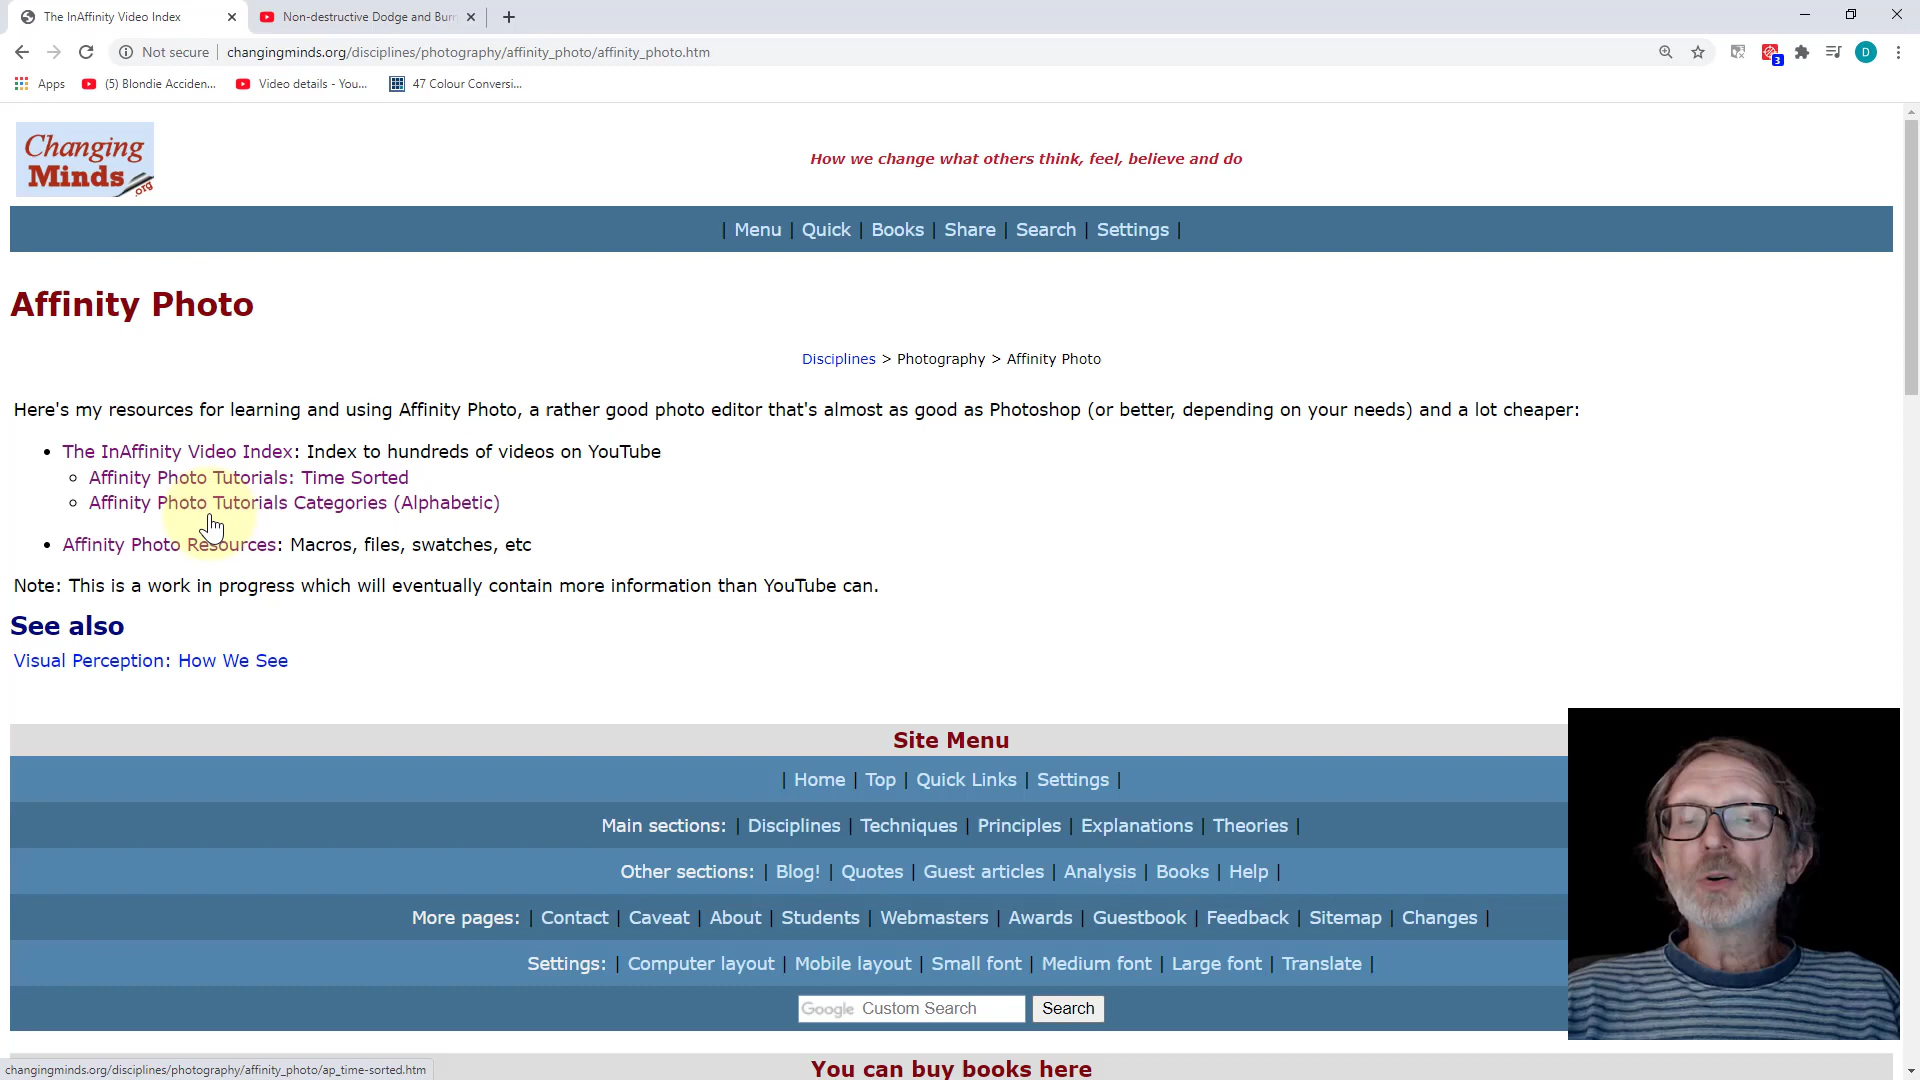 The InAffinity Video Index
Non-destructive Dodge and Bur
Not secure
changingminds.org/disciplines/photography/affinity_photo/affinity_photo.htm
3
D
Apps
(5) Blondie Acciden...
Video details - You...
47 Colour Conversi...
Changing
Minds
.org
How we change what others think, feel, believe and do
| Menu | Quick | Books | Share | Search | Settings |
Affinity Photo
Disciplines > Photography > Affinity Photo
Here's my resources for learning and using Affinity Photo, a rather good photo editor that's almost as good as Photoshop (or better, depending on your needs) and a lot cheaper:
The InAffinity Video Index: Index to hundreds of videos on YouTube
Affinity Photo Tutorials: Time Sorted
Affinity Photo Tutorials Categories (Alphabetic)
Affinity Photo Resources: Macros, files, swatches, etc
Note: This is a work in progress which will eventually contain more information than YouTube can.
See also
Visual Perception: How We See
Site Menu
| Home | Top | Quick Links | Settings |
Main sections: | Disciplines | Techniques | Principles | Explanations | Theories |
Other sections: | Blog! | Quotes | Guest articles | Analysis | Books | Help |
More pages: | Contact | Caveat | About | Students | Webmasters | Awards | Guestbook | Feedback | Sitemap | Changes |
Settings: | Computer layout | Mobile layout | Small font | Medium font | Large font | Translate |
Google Custom Search Search
You can buy books here
changingminds.org/disciplines/photography/affinity_photo/ap_time-sorted.htm